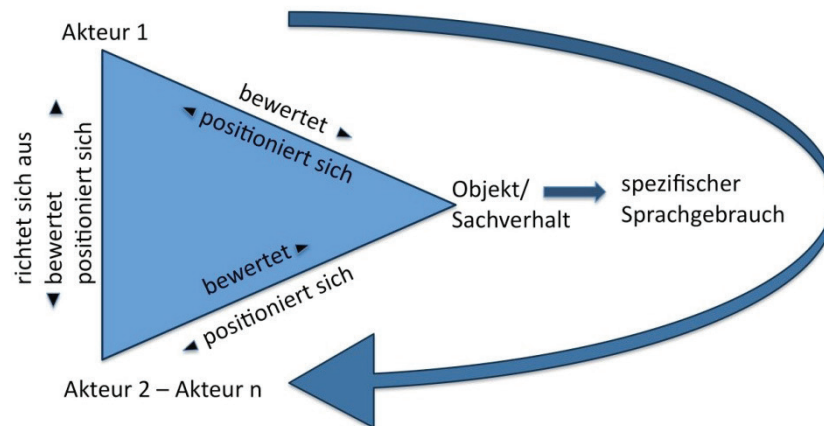 Akteur 1
bewertet
positioniert sich
richtet sich aus
bewertet
positioniert sich
Objekt/
Sachverhalt
spezifischer
Sprachgebrauch
bewertet
positioniert sich
Akteur 2 – Akteur n